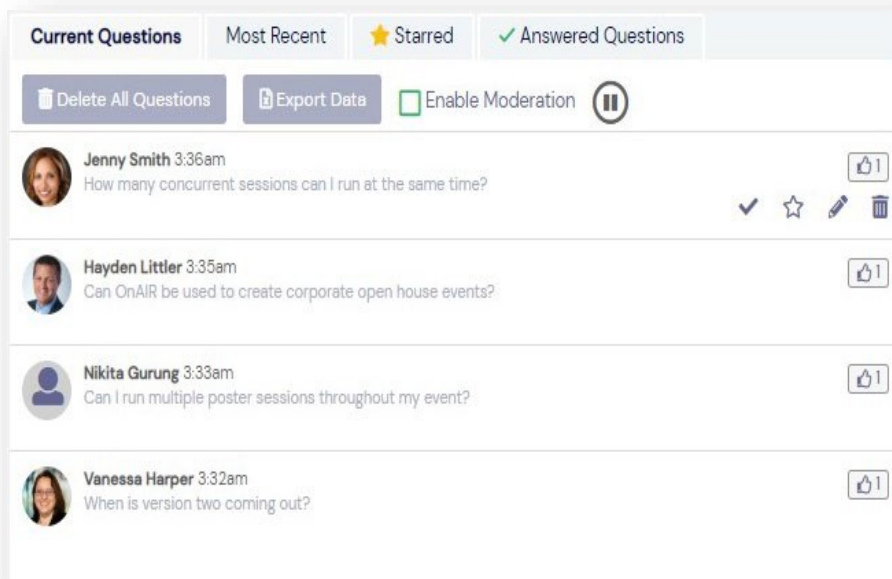 Current Questions Most Recent Starred Answered Questions
Delete All Questions Export Data Enable Moderation
Jenny Smith 3:36am 1
How many concurrent sessions can I run at the same time?
Hayden Littler 3:35am 1
Can OnAIR be used to create corporate open house events?
Nikita Gurung 3:33am 1
Can I run multiple poster sessions throughout my event?
Vanessa Harper 3:32am 1
When is version two coming out?